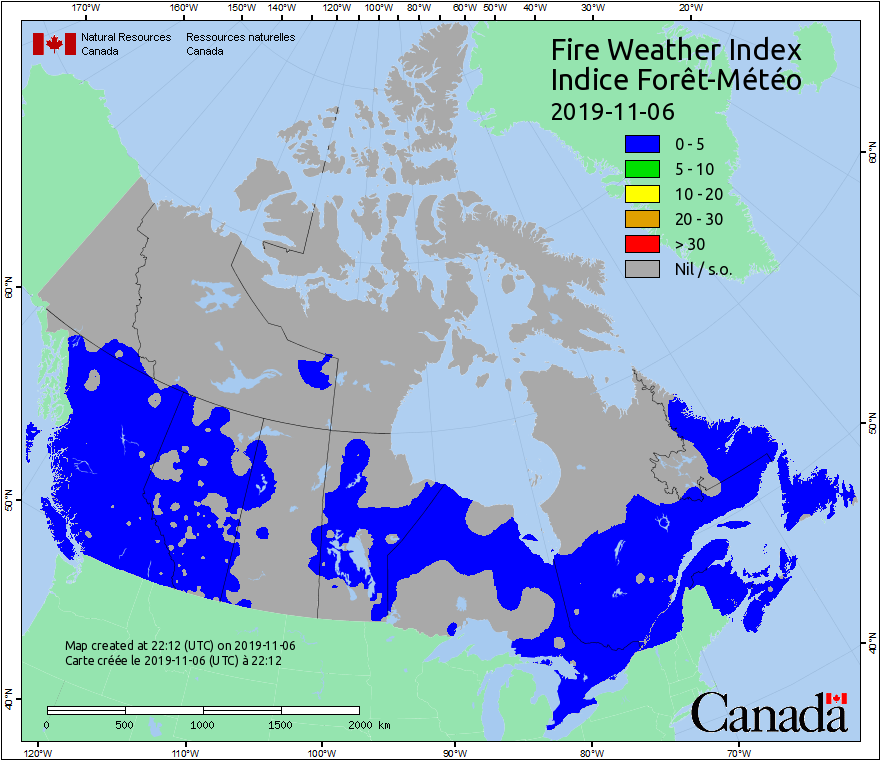 170°W 160°W 150°W 140°W 120°W 100°W 80°W 60°W 50°W 40°W 30°W 20°W
Natural Resources Ressources naturelles
Canada Canada
Fire Weather Index
Indice Forêt-Météo
2019-11-06
0 - 5
5 - 10
10 - 20
20 - 30
> 30
Nil / s.o.
60°N
60°N
50°N
50°N
40°N
40°N
Map created at 22:12 (UTC) on 2019-11-06
Carte créée le 2019-11-06 (UTC) à 22:12
0 500 1000 1500 2000 km
Canada
120°W 110°W 100°W 90°W 80°W 70°W